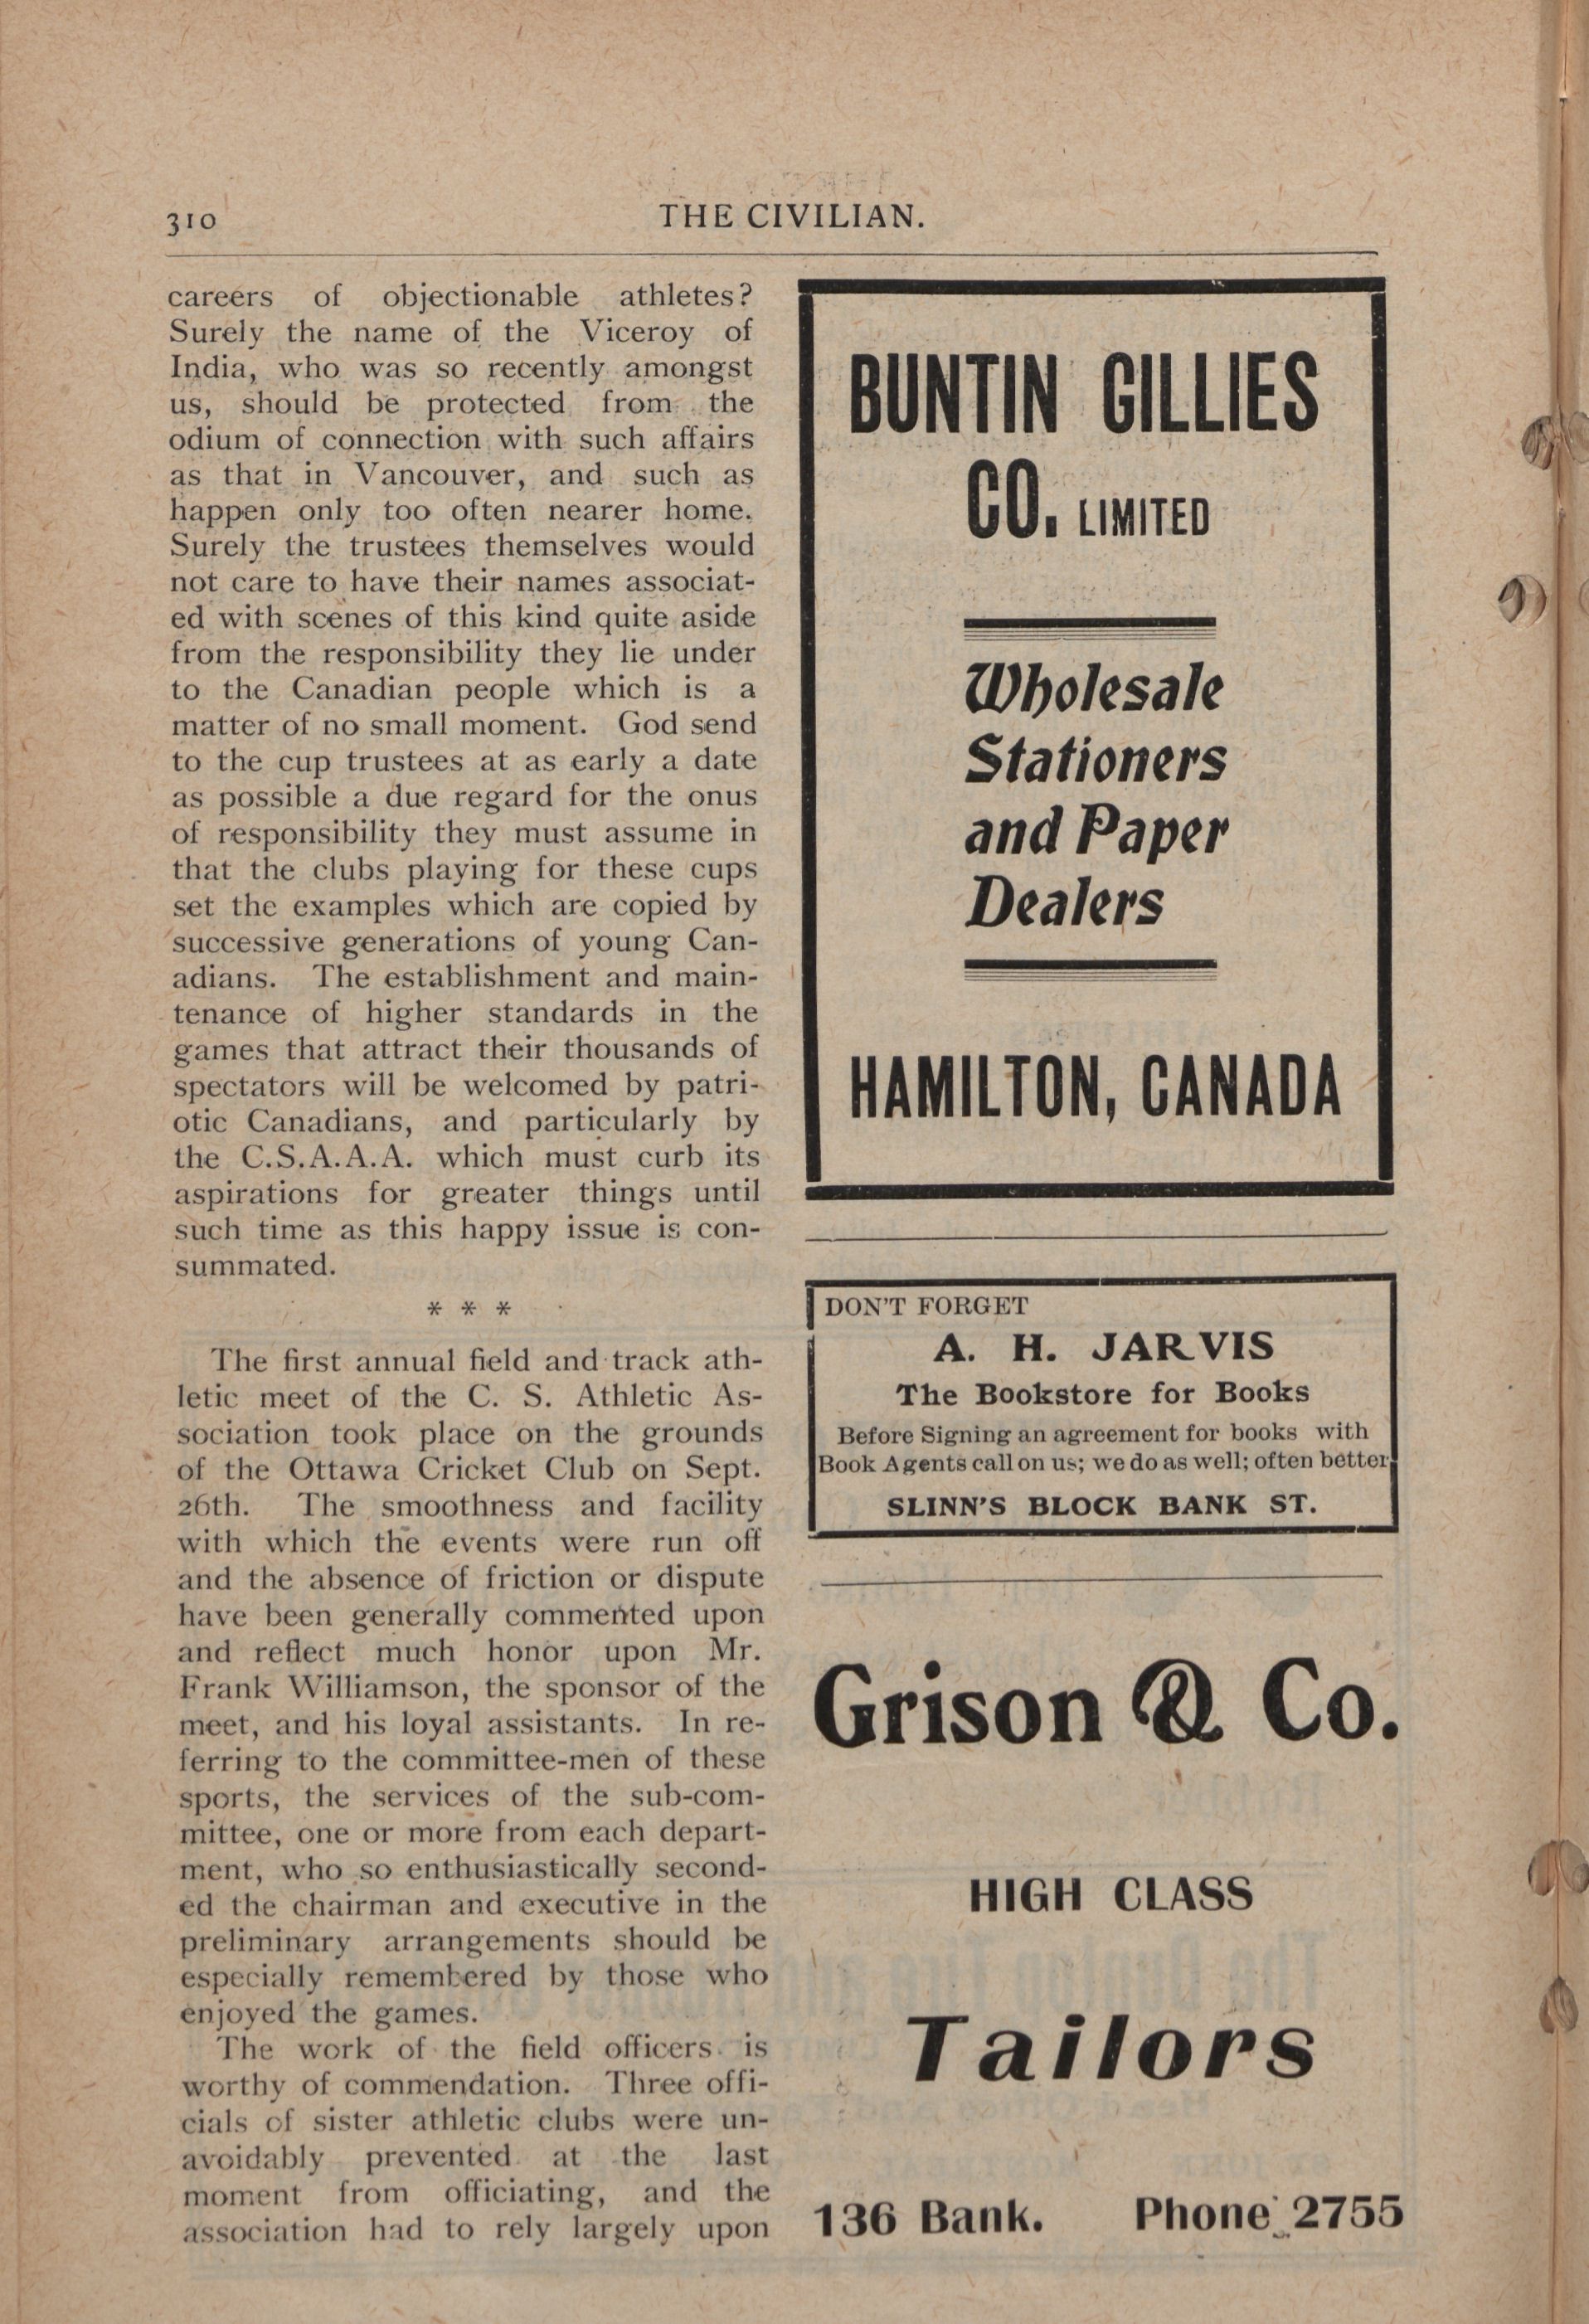 310
THE CIVILIAN.
careers of objectionable athletes?
Surely the name of the Viceroy of
India, who was so recently amongst
us, should be protected from the
odium of connection with such affairs
as that in Vancouver, and such as
happen only too often nearer home.
Surely the trustees themselves would
not care to have their names associat-
ed with scenes of this kind quite aside
from the responsibility they lie under
to the Canadian people which is a
matter of no small moment. God send
to the cup trustees at as early a date
as possible a due regard for the onus
of responsibility they must assume in
that the clubs playing for these cups
set the examples which are copied by
successive generations of young Can-
adians. The establishment and main-
tenance of higher standards in the
games that attract their thousands of
spectators will be welcomed by patri-
otic Canadians, and particularly by
the C.S.A.A.A. which must curb its
aspirations for greater things until
such time as this happy issue is con-
summated.
* * *
The first annual field and track ath-
letic meet of the C. S. Athletic As-
sociation took place on the grounds
of the Ottawa Cricket Club on Sept.
26th. The smoothness and facility
with which the events were run off
and the absence of friction or dispute
have been generally commented upon
and reflect much honor upon Mr.
Frank Williamson, the sponsor of the
meet, and his loyal assistants. In re-
ferring to the committee-men of these
sports, the services of the sub-com-
mittee, one or more from each depart-
ment, who so enthusiastically second-
ed the chairman and executive in the
preliminary arrangements should be
especially remembered by those who
enjoyed the games.
The work of the field officers is
worthy of commendation. Three offi-
cials of sister athletic clubs were un-
avoidably prevented at the last
moment from officiating, and the
association had to rely largely upon
BUNTIN GILLIES
CO. LIMITED
Wholesale
Stationers
and Paper
Dealers
HAMILTON, CANADA
DON'T FORGET
A. H. JARVIS
The Bookstore for Books
Before Signing an agreement for books with
Book Agents call on us; we do as well; often better,
SLINN'S BLOCK BANK ST.
Grison & Co.
HIGH CLASS
Tailors
136 Bank. Phone 2755